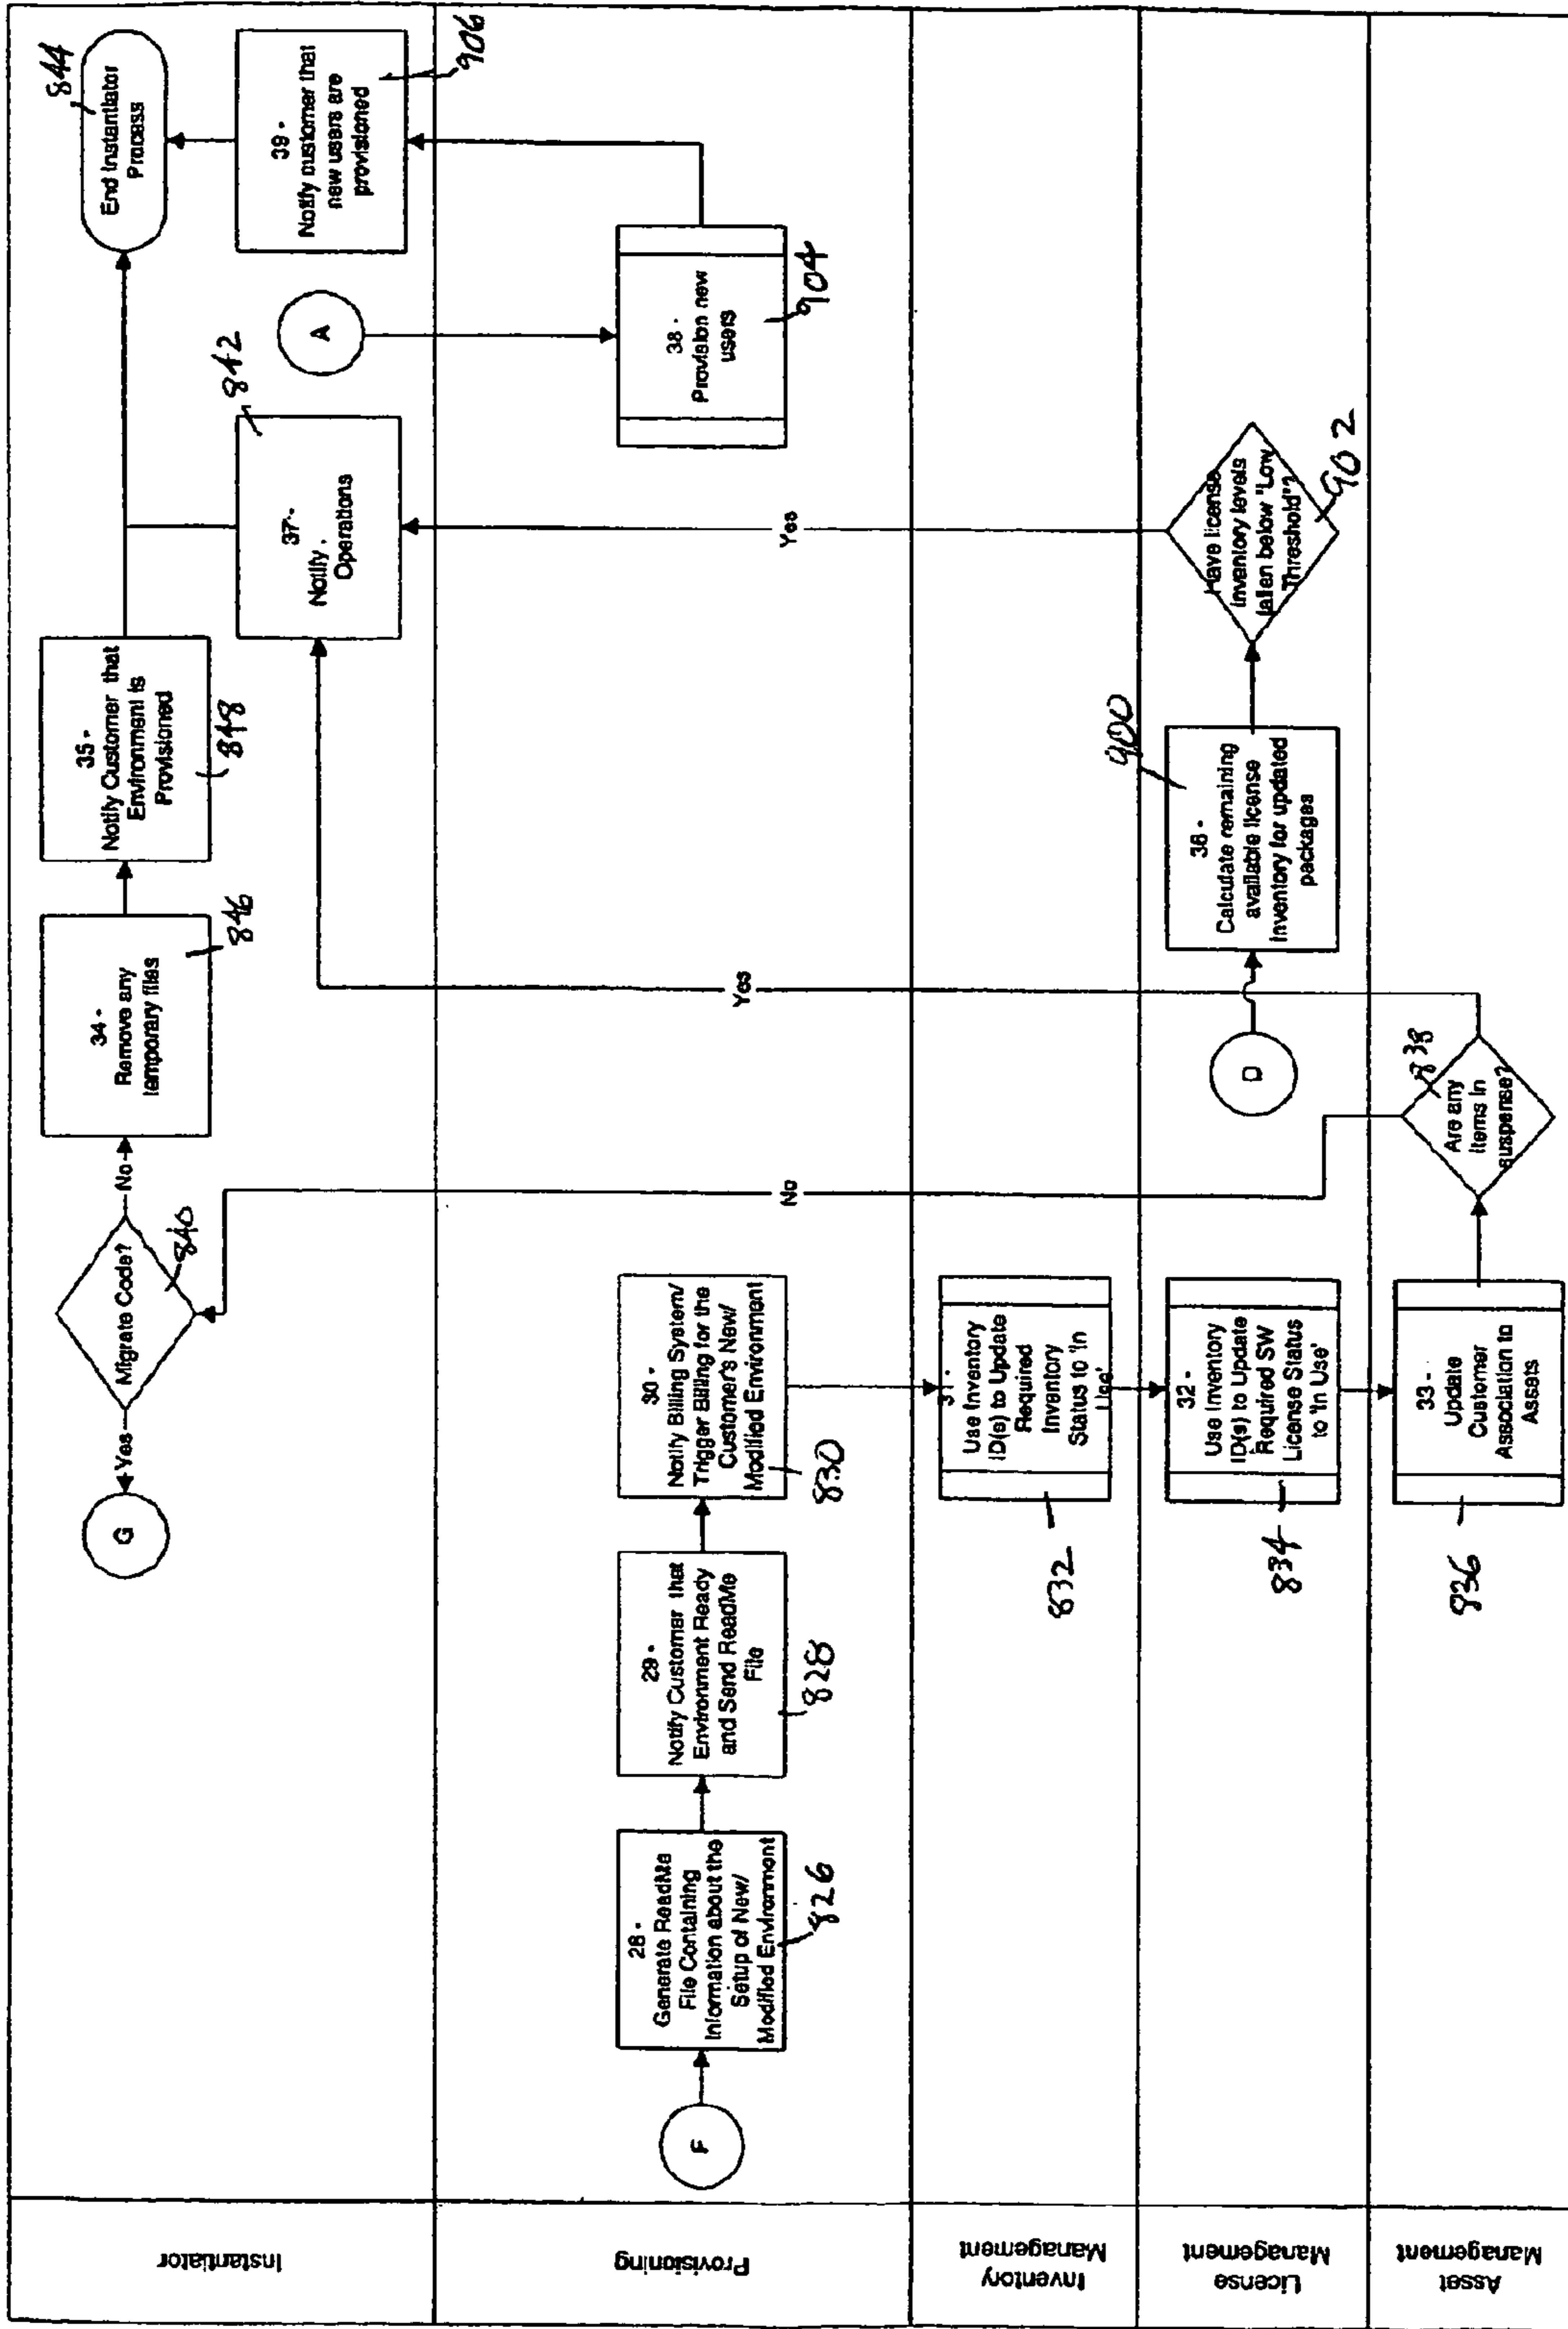 Instantiator
G
Yes
Migrate Code?
840
No
34 -
Remove any
temporary files
846
35 -
Notify Customer that
Environment is
Provisioned
848
37 -
Notify
Operations
842
A
End Instantiator
Process
844
39 -
Notify customer that
new users are
provisioned
906
Provisioning
F
28 -
Generate ReadMe
File Containing
Information about the
Setup of New/
Modified Environment
826
29 -
Notify Customer that
Environment Ready
and Send ReadMe
File
828
30 -
Notify Billing System/
Trigger Billing for the
Customer's New/
Modified Environment
830
No
Yes
Yes
38 -
Provision new
users
904
Inventory
Management
3 -
Use Inventory
ID(s) to Update
Required
Inventory
Status to 'In
Use'
832
License
Management
32 -
Use Inventory
ID(s) to Update
Required SW
License Status
to 'In Use'
834
D
36 -
Calculate remaining
available license
inventory for updated
packages
900
Have license
inventory levels
fallen below "Low
Threshold"?
902
Asset
Management
33 -
Update
Customer
Association to
Assets
836
Are any
items in
suspense?
838